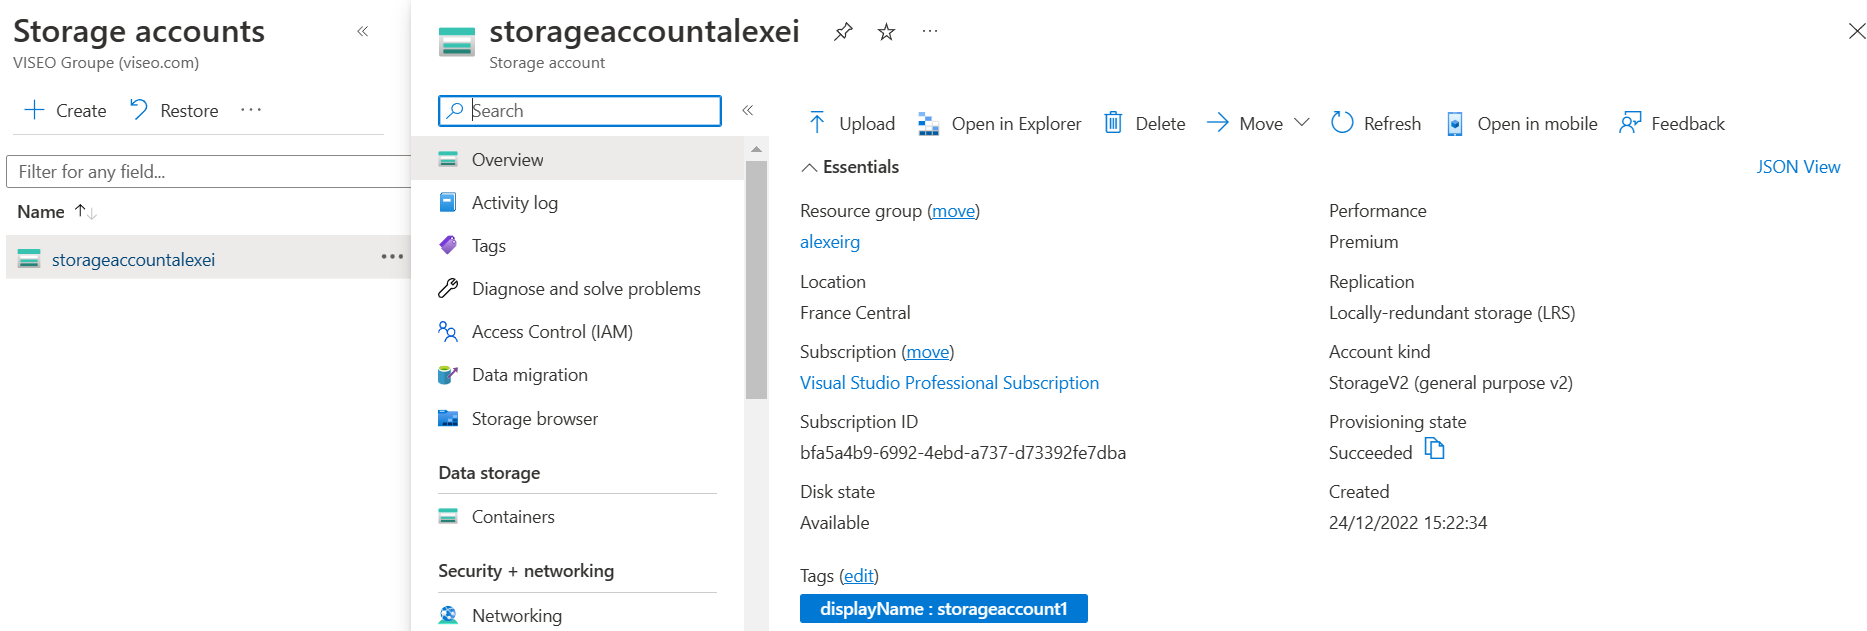 Storage accounts
VISEO Groupe (viseo.com)
Create Restore ...
Filter for any field...
Name
storageaccountalexei
storageaccountalexei
Storage account
Search
Overview
Activity log
Tags
Diagnose and solve problems
Access Control (IAM)
Data migration
Storage browser
Data storage
Containers
Security + networking
Networking
Upload Open in Explorer Delete Move Refresh Open in mobile Feedback
Essentials
JSON View
Resource group (move)
alexeirg
Location
France Central
Subscription (move)
Visual Studio Professional Subscription
Subscription ID
bfa5a4b9-6992-4ebd-a737-d73392fe7dba
Disk state
Available
Performance
Premium
Replication
Locally-redundant storage (LRS)
Account kind
StorageV2 (general purpose v2)
Provisioning state
Succeeded
Created
24/12/2022 15:22:34
Tags (edit)
displayName : storageaccount1